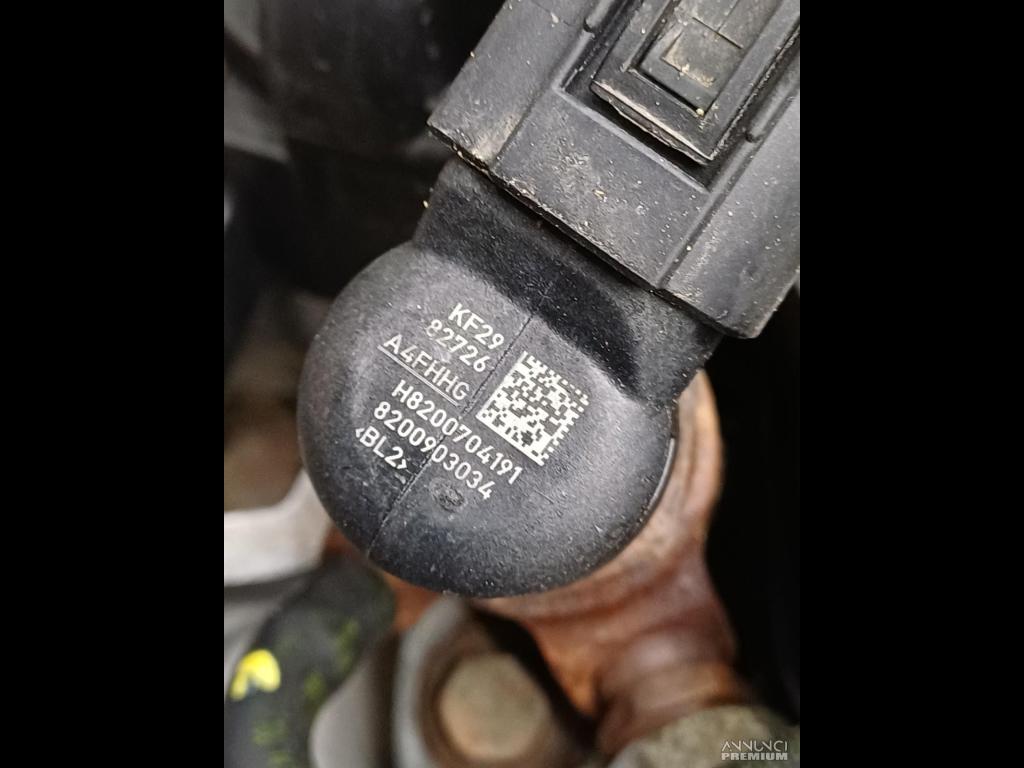 KF29
82726
A4FHHG
H8200704191
8200903034
‹BL2›
ANNUNCI
PREMIUM